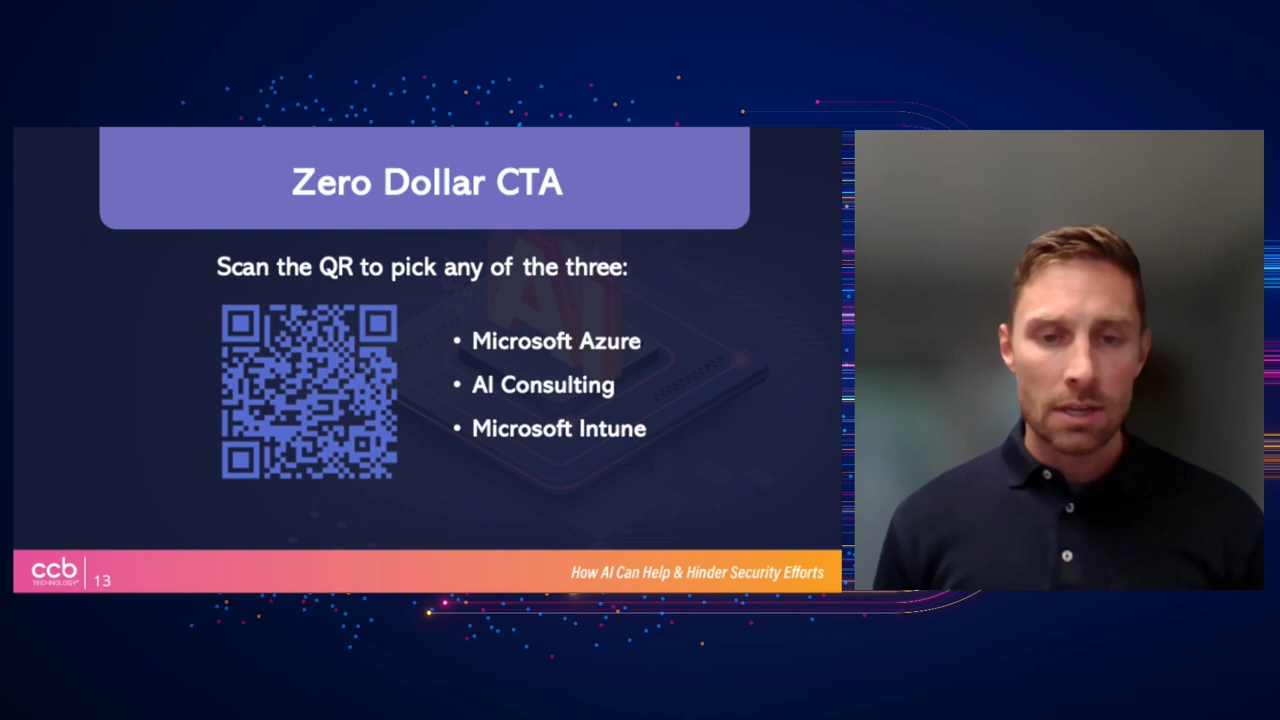 Zero Dollar CTA
Scan the QR to pick any of the three:
• Microsoft Azure
• AI Consulting
• Microsoft Intune
ccb
TECHNOLOGY
13
How AI Can Help & Hinder Security Efforts